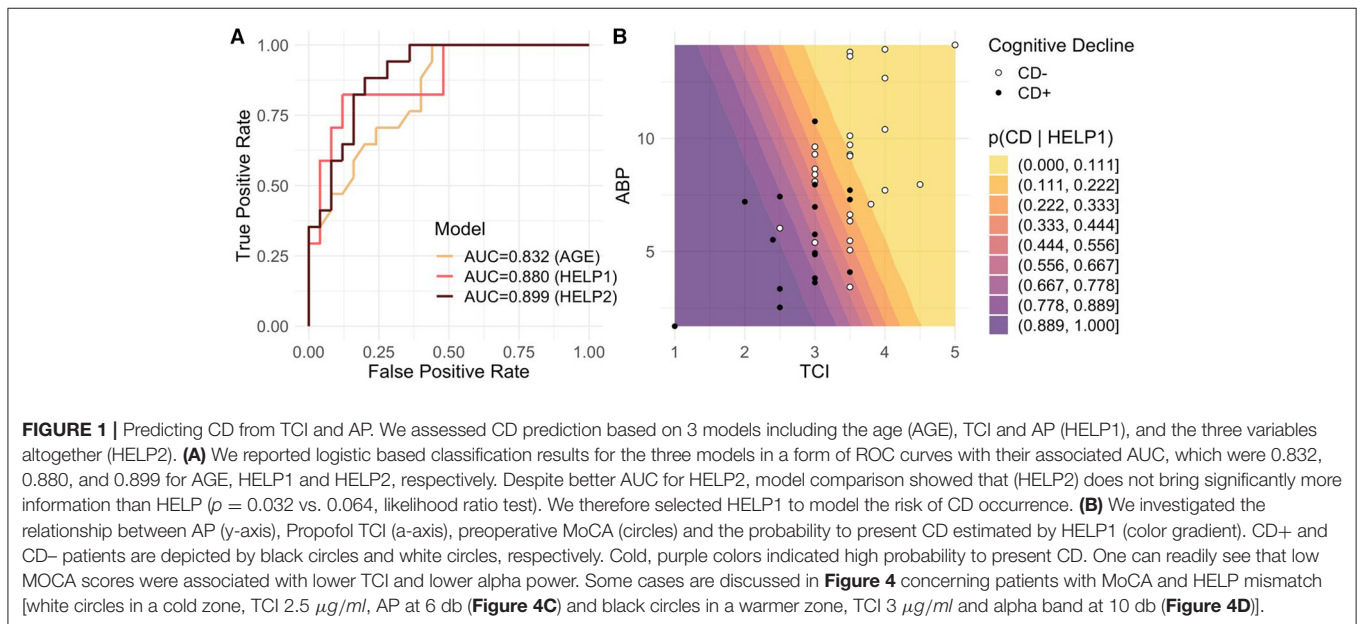 A
1.00
0.75
0.50
0.25
0.00
True Positive Rate
Model
AUC=0.832 (AGE)
AUC=0.880 (HELP1)
AUC=0.899 (HELP2)
0.00 0.25 0.50 0.75 1.00
False Positive Rate
B
10
5
ABP
1 2 3 4 5
TCI
Cognitive Decline
CD-
CD+
p(CD | HELP1)
(0.000, 0.111]
(0.111, 0.222]
(0.222, 0.333]
(0.333, 0.444]
(0.444, 0.556]
(0.556, 0.667]
(0.667, 0.778]
(0.778, 0.889]
(0.889, 1.000]
FIGURE 1 | Predicting CD from TCI and AP. We assessed CD prediction based on 3 models including the age (AGE), TCI and AP (HELP1), and the three variables
altogether (HELP2). (A) We reported logistic based classification results for the three models in a form of ROC curves with their associated AUC, which were 0.832,
0.880, and 0.899 for AGE, HELP1 and HELP2, respectively. Despite better AUC for HELP2, model comparison showed that (HELP2) does not bring significantly more
information than HELP (p = 0.032 vs. 0.064, likelihood ratio test). We therefore selected HELP1 to model the risk of CD occurrence. (B) We investigated the
relationship between AP (y-axis), Propofol TCI (a-axis), preoperative MoCA (circles) and the probability to present CD estimated by HELP1 (color gradient). CD+ and
CD– patients are depicted by black circles and white circles, respectively. Cold, purple colors indicated high probability to present CD. One can readily see that low
MOCA scores were associated with lower TCI and lower alpha power. Some cases are discussed in Figure 4 concerning patients with MoCA and HELP mismatch
[white circles in a cold zone, TCI 2.5 µg/ml, AP at 6 db (Figure 4C) and black circles in a warmer zone, TCI 3 µg/ml and alpha band at 10 db (Figure 4D)].